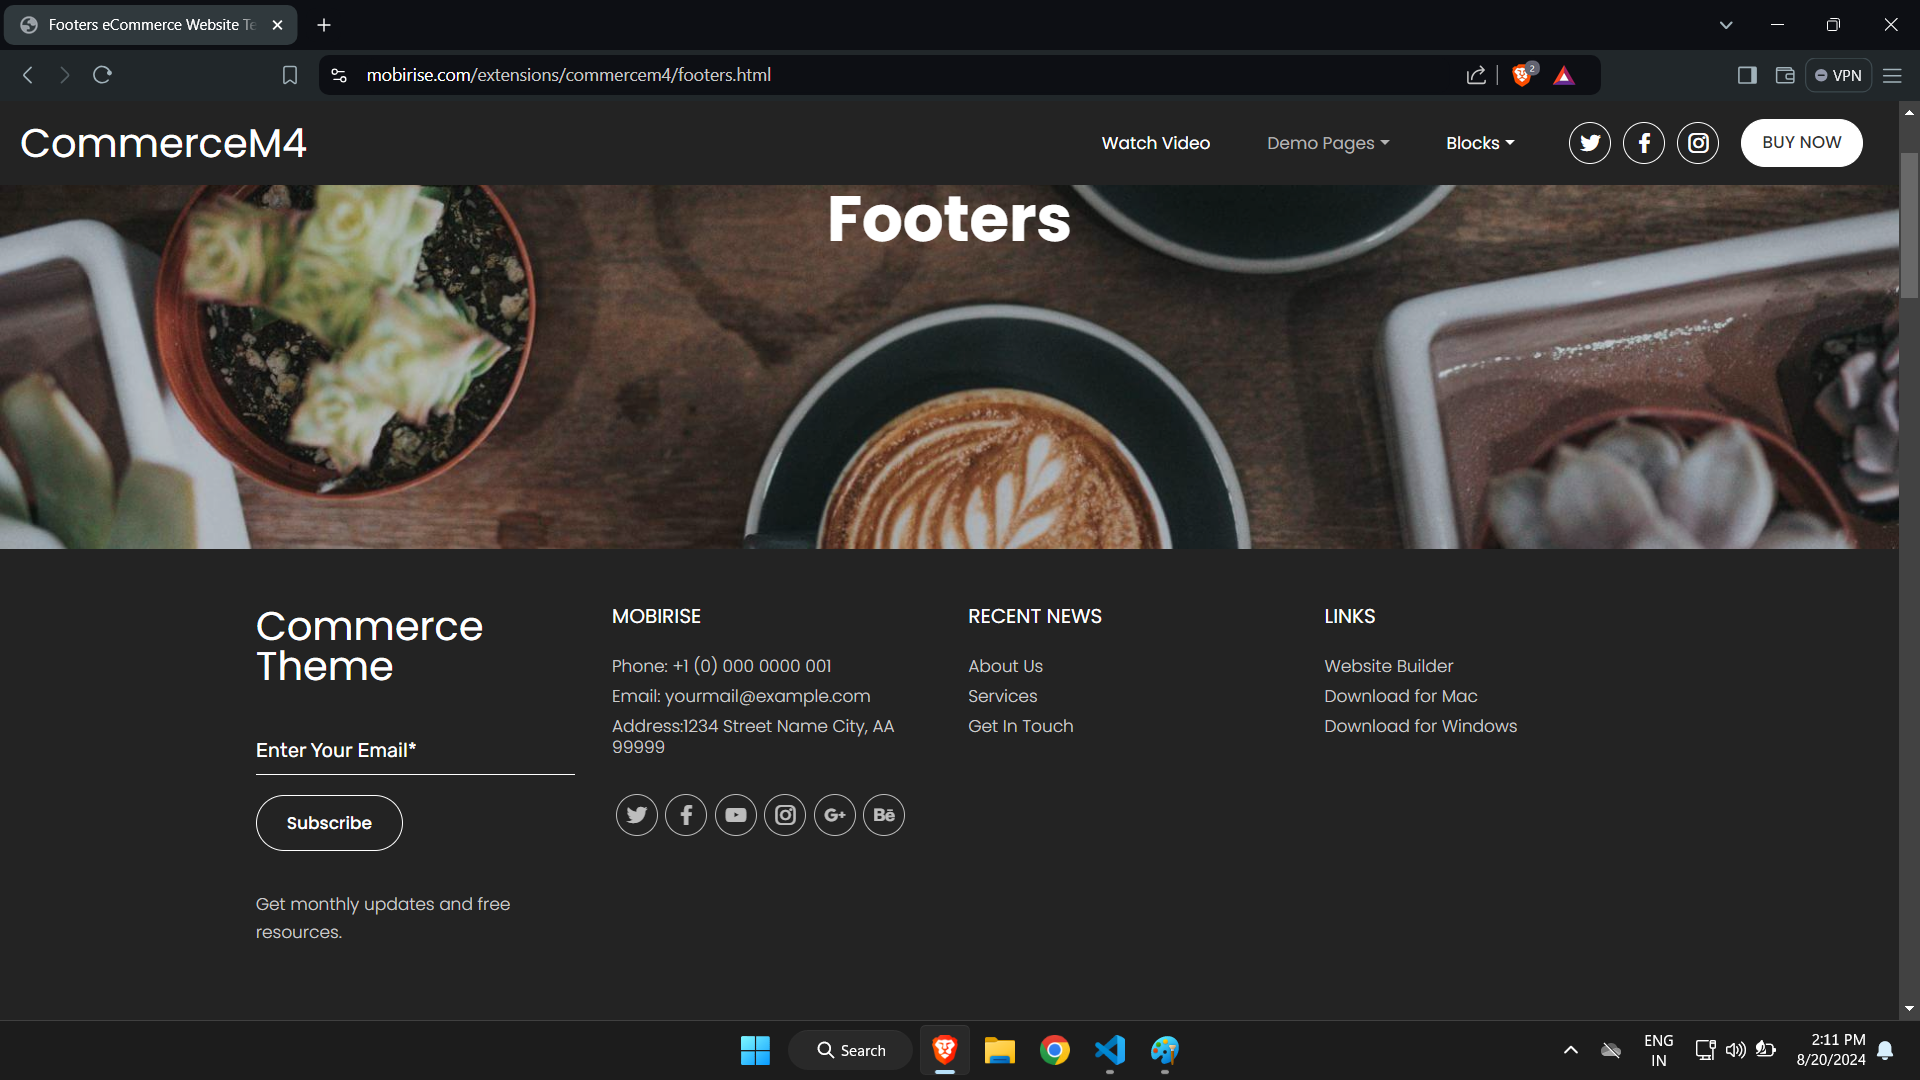 Footers eCommerce Website Te
mobirise.com/extensions/commercem4/footers.html
2
VPN
CommerceM4
Watch Video
Demo Pages
Blocks
BUY NOW
Footers
Commerce
Theme
Enter Your Email*
Subscribe
Get monthly updates and free
resources.
MOBIRISE
Phone: +1 (0) 000 0000 001
Email: yourmail@example.com
Address:1234 Street Name City, AA
99999
G+
Bē
RECENT NEWS
About Us
Services
Get In Touch
LINKS
Website Builder
Download for Mac
Download for Windows
Search
ENG
IN
2:11 PM
8/20/2024